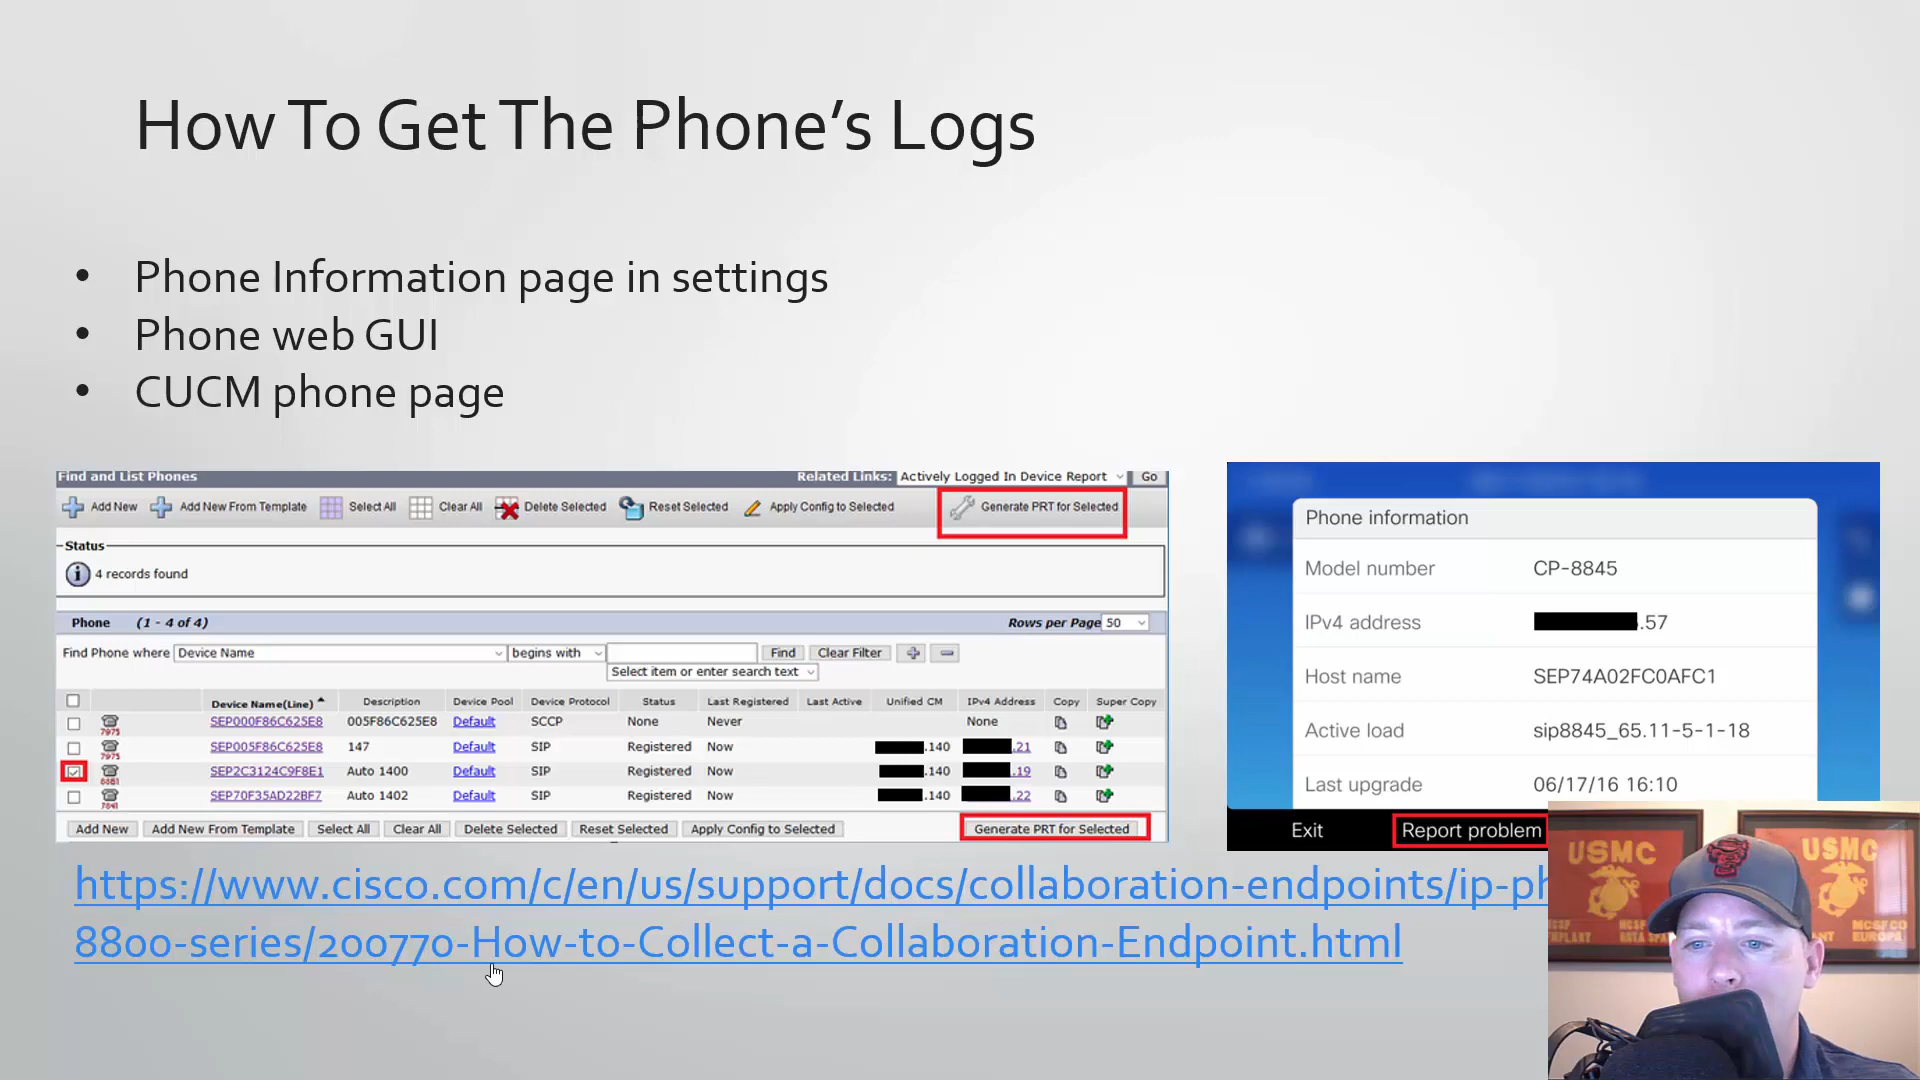 How To Get The Phone's Logs
• Phone Information page in settings
• Phone web GUI
• CUCM phone page
Find and List Phones
Related Links: Actively Logged In Device Report Go
Add New Add New From Template Select All Clear All Delete Selected Reset Selected Apply Config to Selected Generate PRT for Selected
Status
4 records found
Phone (1 - 4 of 4) Rows per Page 50
Find Phone where Device Name begins with Find Clear Filter
Select item or enter search text
Device Name(Line) Description Device Pool Device Protocol Status Last Registered Last Active Unified CM IPv4 Address Copy Super Copy
7975 SEP000F86C625E8 005F86C625E8 Default SCCP None Never None
7975 SEP005F86C625E8 147 Default SIP Registered Now .140 .21
8861 SEP2C3124C9F8E1 Auto 1400 Default SIP Registered Now .140 .19
7841 SEP70F35AD22BF7 Auto 1402 Default SIP Registered Now .140 .22
Add New Add New From Template Select All Clear All Delete Selected Reset Selected Apply Config to Selected Generate PRT for Selected
Phone information
Model number CP-8845
IPv4 address .57
Host name SEP74A02FC0AFC1
Active load sip8845_65.11-5-1-18
Last upgrade 06/17/16 16:10
Exit Report problem
https://www.cisco.com/c/en/us/support/docs/collaboration-endpoints/ip-ph
8800-series/200770-How-to-Collect-a-Collaboration-Endpoint.html
USMC
USMC
MCSF
MCSFCO
EUROPA